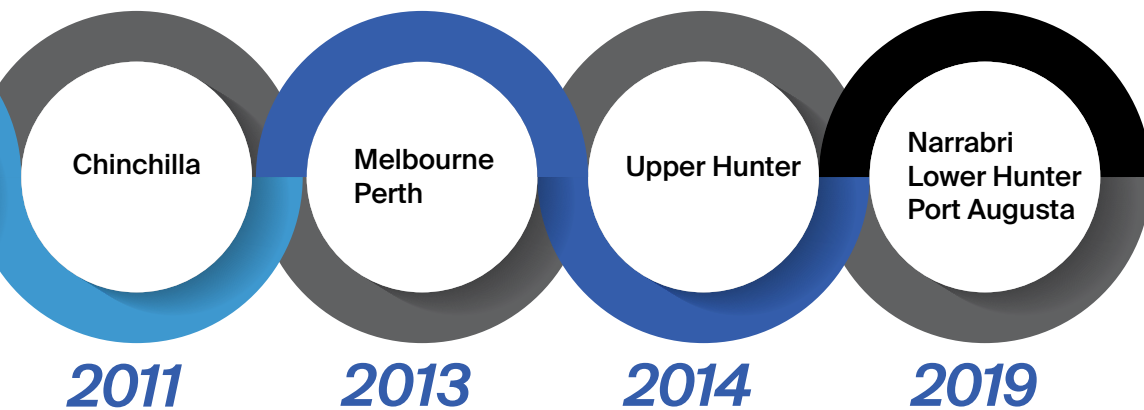 Chinchilla
Melbourne
Perth
Upper Hunter
Narrabri
Lower Hunter
Port Augusta
2011
2013
2014
2019